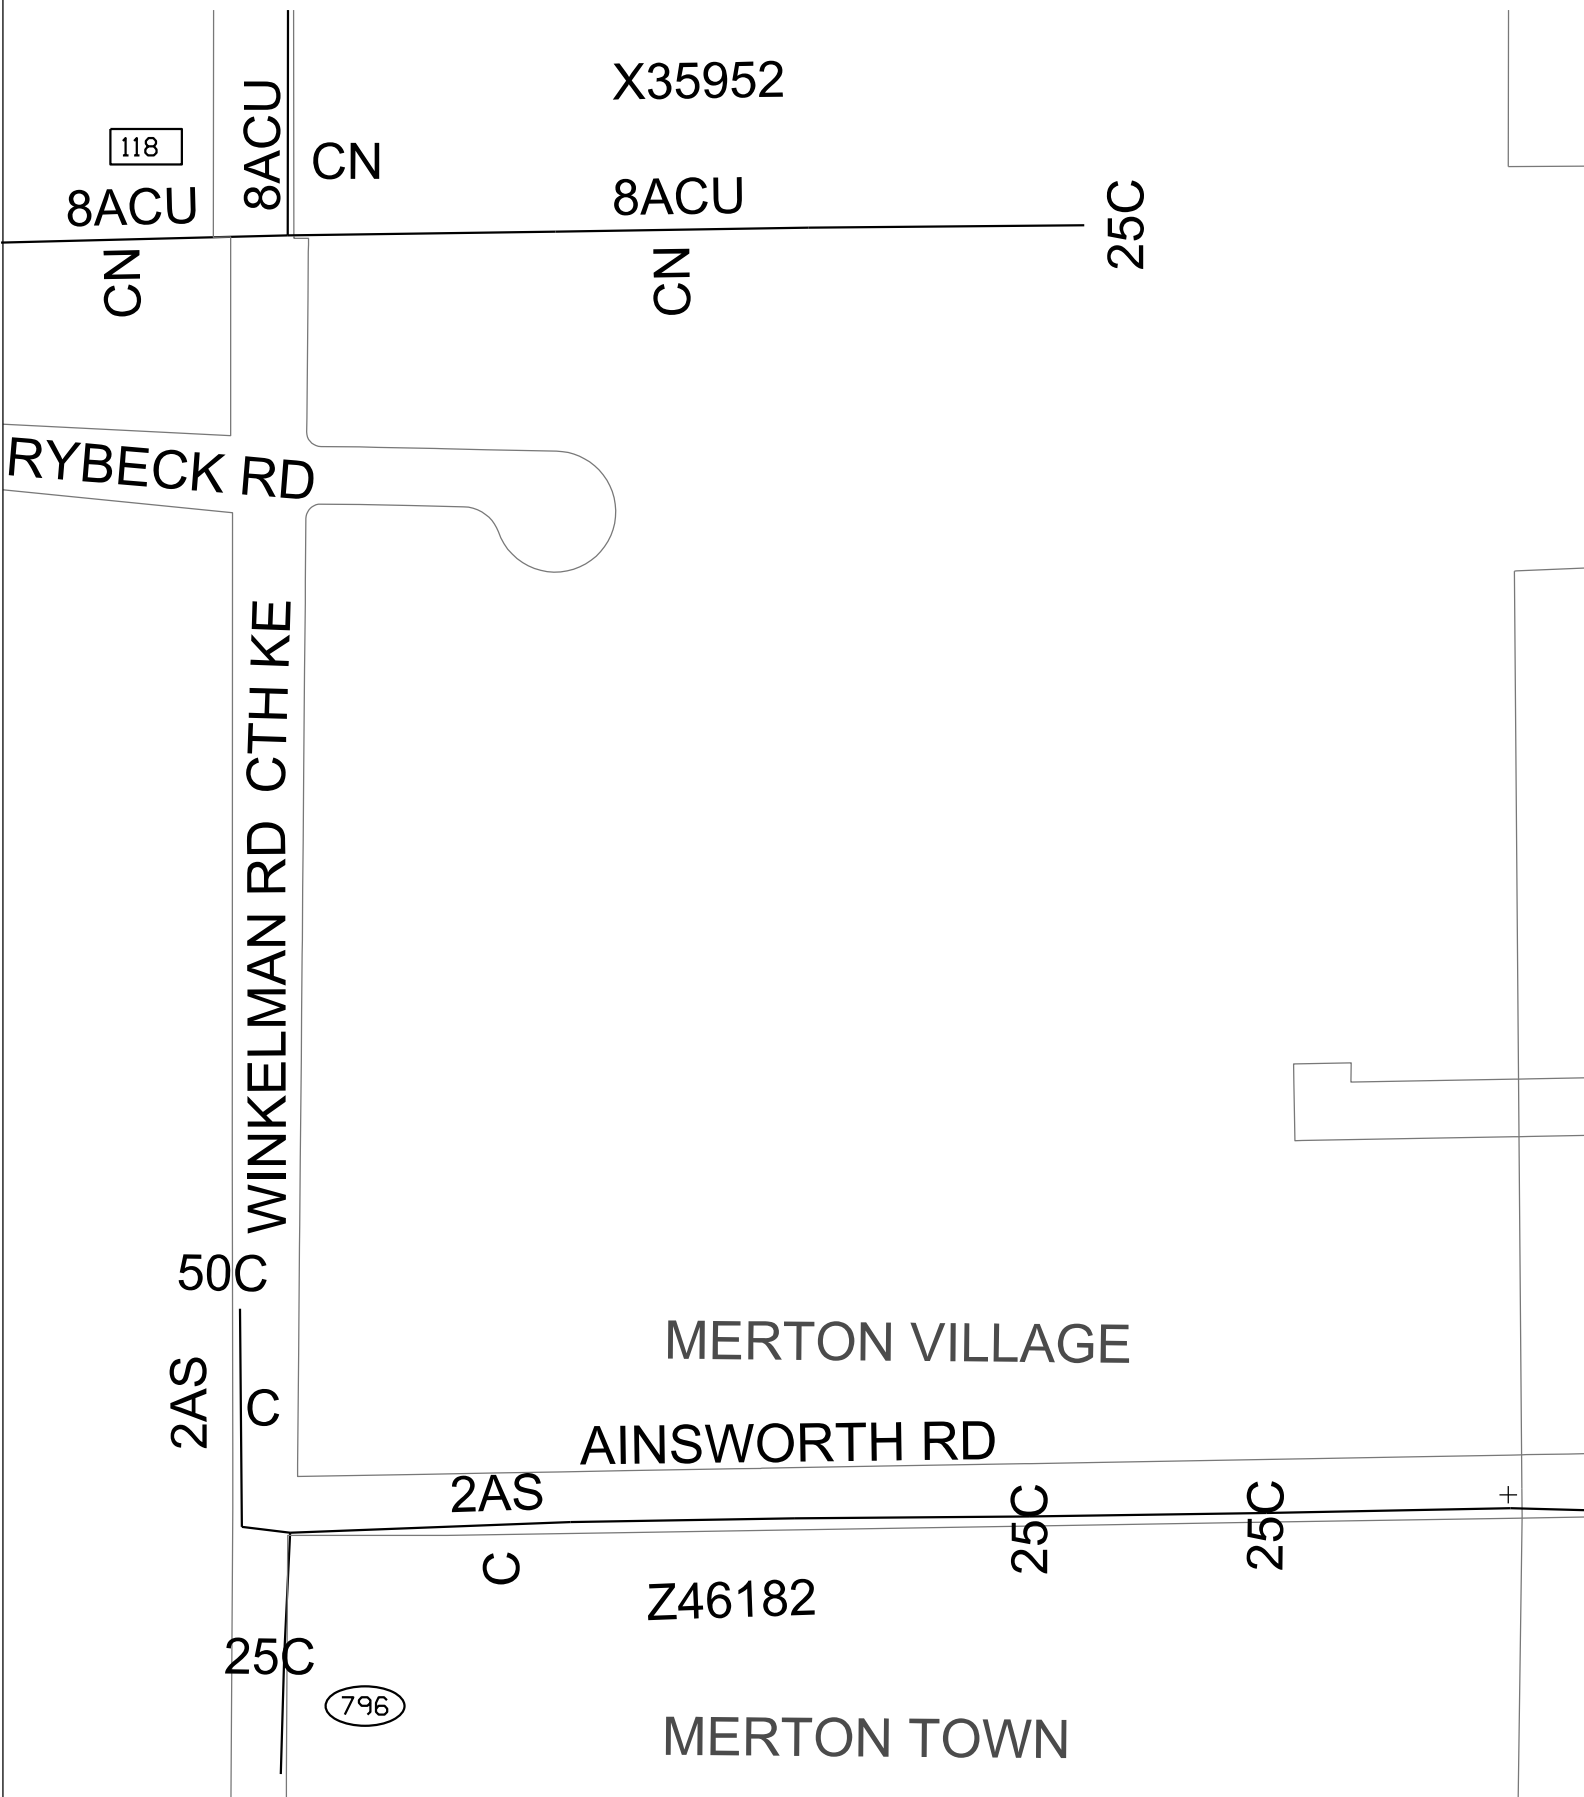 X35952
8ACU
118
CN
8ACU
8ACU
25C
CN
CN
RYBECK RD
WINKELMAN RD CTH KE
50C
MERTON VILLAGE
2AS
C
AINSWORTH RD
2AS
25C
25C
C
Z46182
25C
796
MERTON TOWN